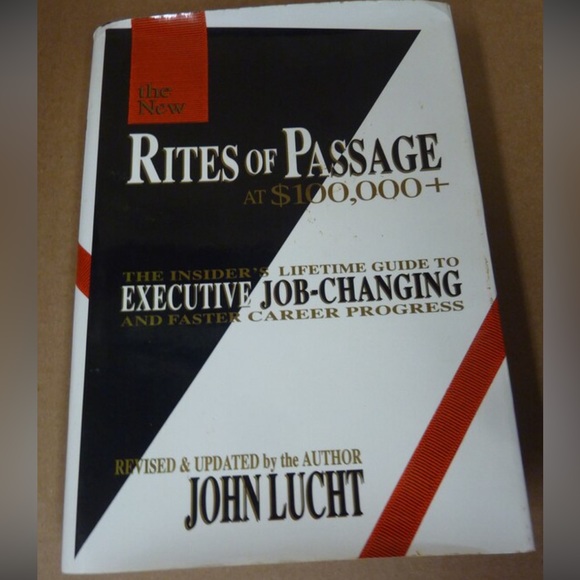 the
New
RITES OF PASSAGE
AT $100,000+
THE INSIDER'S LIFETIME GUIDE TO
EXECUTIVE JOB-CHANGING
AND FASTER CAREER PROGRESS
REVISED & UPDATED by the AUTHOR
JOHN LUCHT